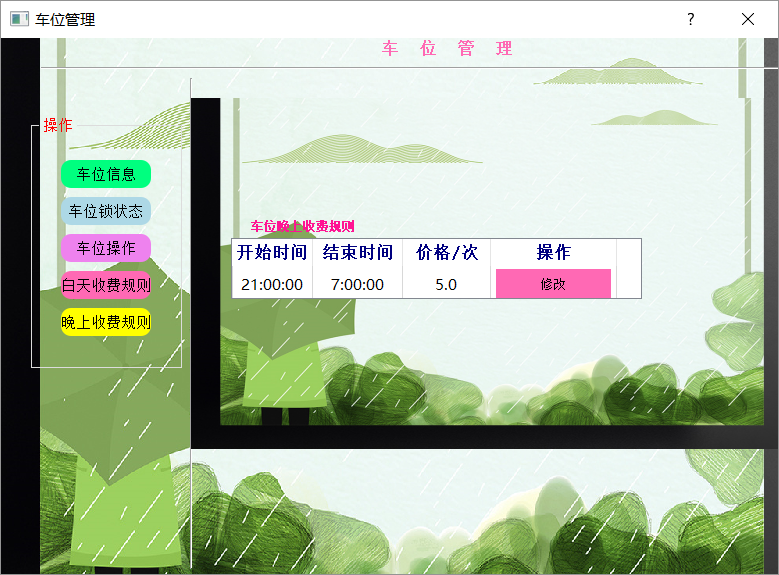 车位管理
?
车 位 管 理
操作
车位信息
车位锁状态
车位操作
白天收费规则
晚上收费规则
车位晚上收费规则
开始时间 结束时间 价格/次 操作
21:00:00 7:00:00 5.0 修改